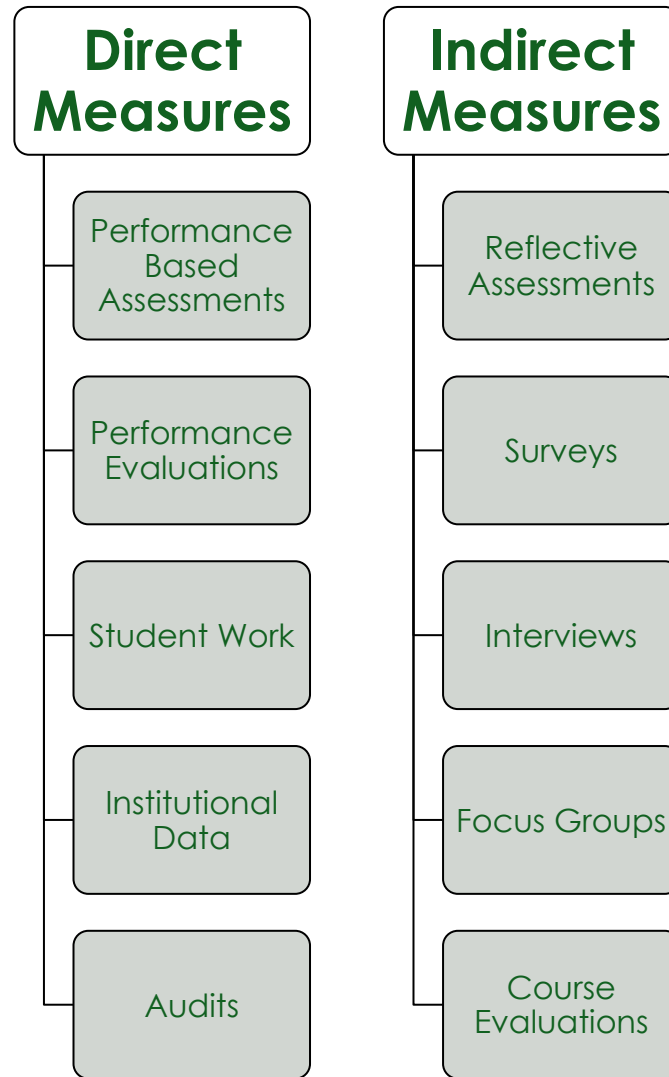 Direct
Measures
Performance
Based
Assessments
Performance
Evaluations
Student Work
Institutional
Data
Audits
Indirect
Measures
Reflective
Assessments
Surveys
Interviews
Focus Groups
Course
Evaluations